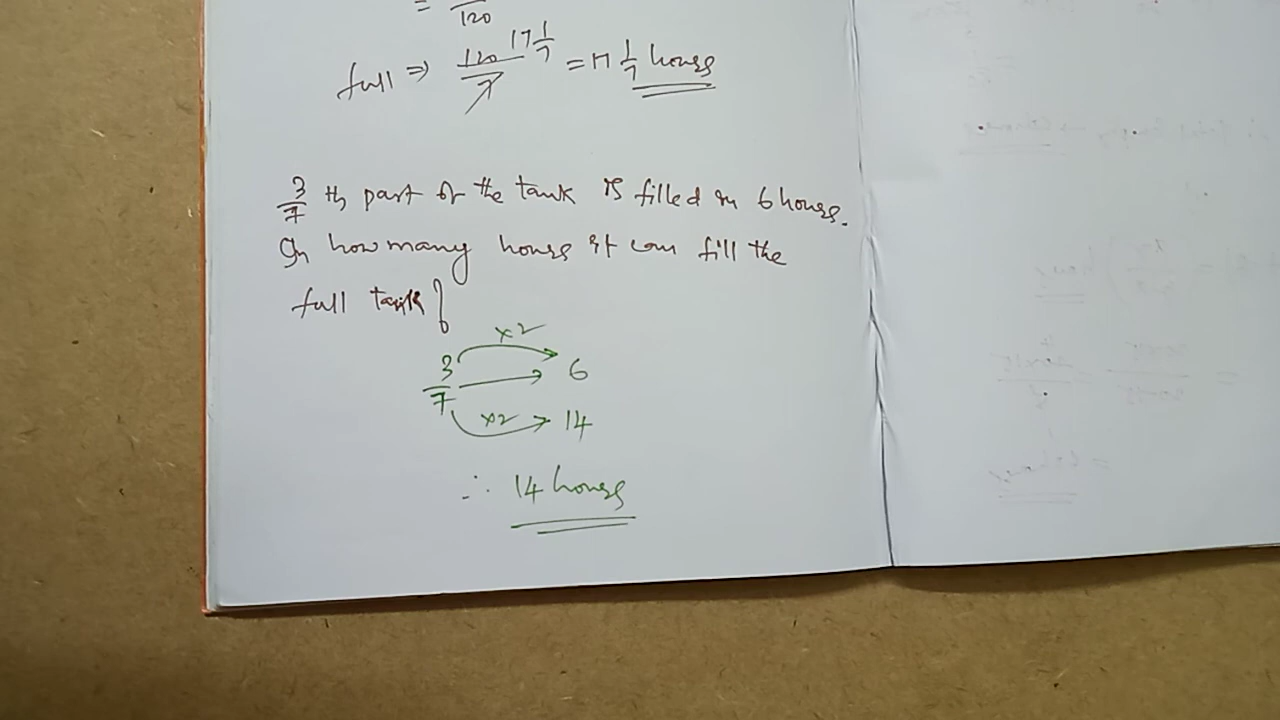 =
120
full ⇒ 120/7 17 1/7 = 17 1/7 hours
3/7 th part of the tank is filled in 6 hours.
In how many hours it can fill the
full tank?
×2
3/7 → 6
×2 → 14
∴ 14 hours